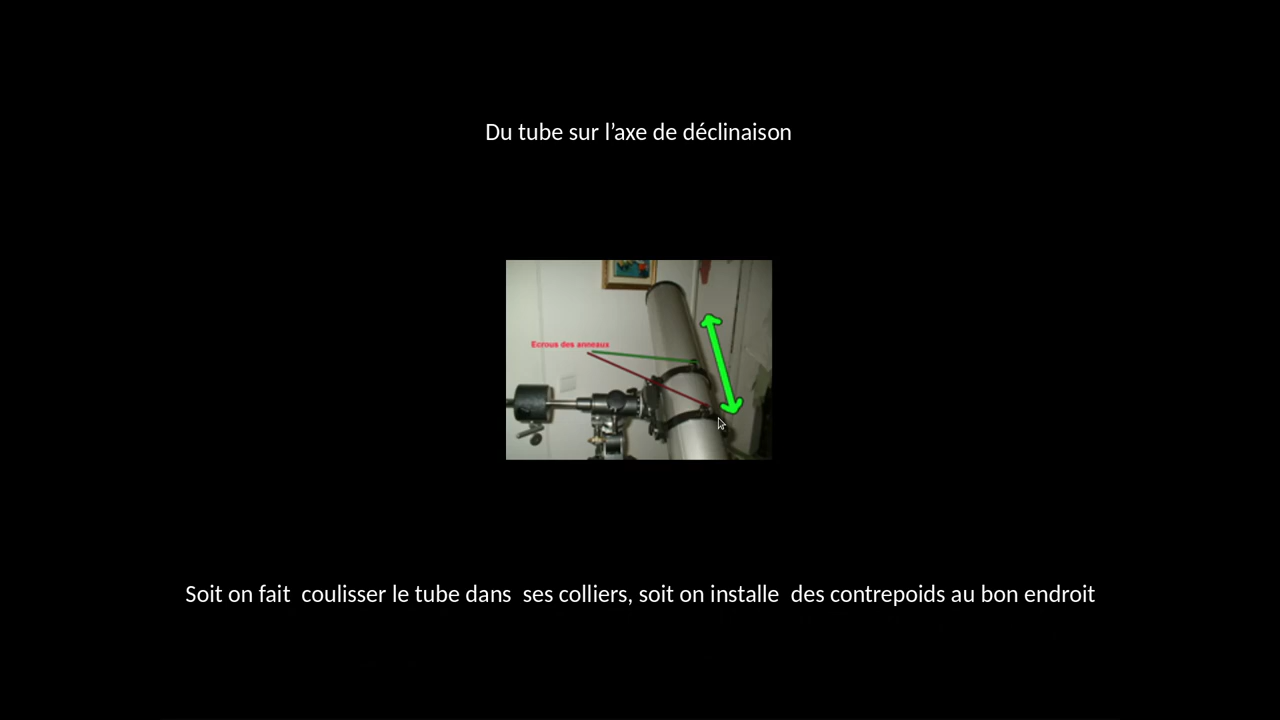 Du tube sur l’axe de déclinaison
Ecrous des anneaux
Soit on fait  coulisser le tube dans  ses colliers, soit on installe  des contrepoids au bon endroit